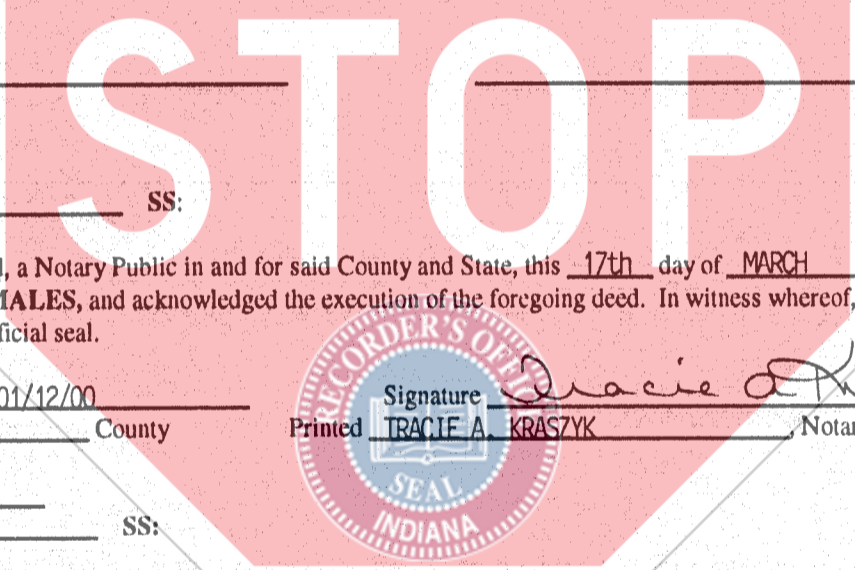 STOP
SS:
, a Notary Public in and for said County and State, this 17th day of MARCH
MALES, and acknowledged the execution of the foregoing deed. In witness whereof,
ficial seal.
RECORDER'S OFFICE
01/12/00 Signature Tracie A
County Printed TRACIE A. KRASZYK, Notar
SEAL
INDIANA
SS: